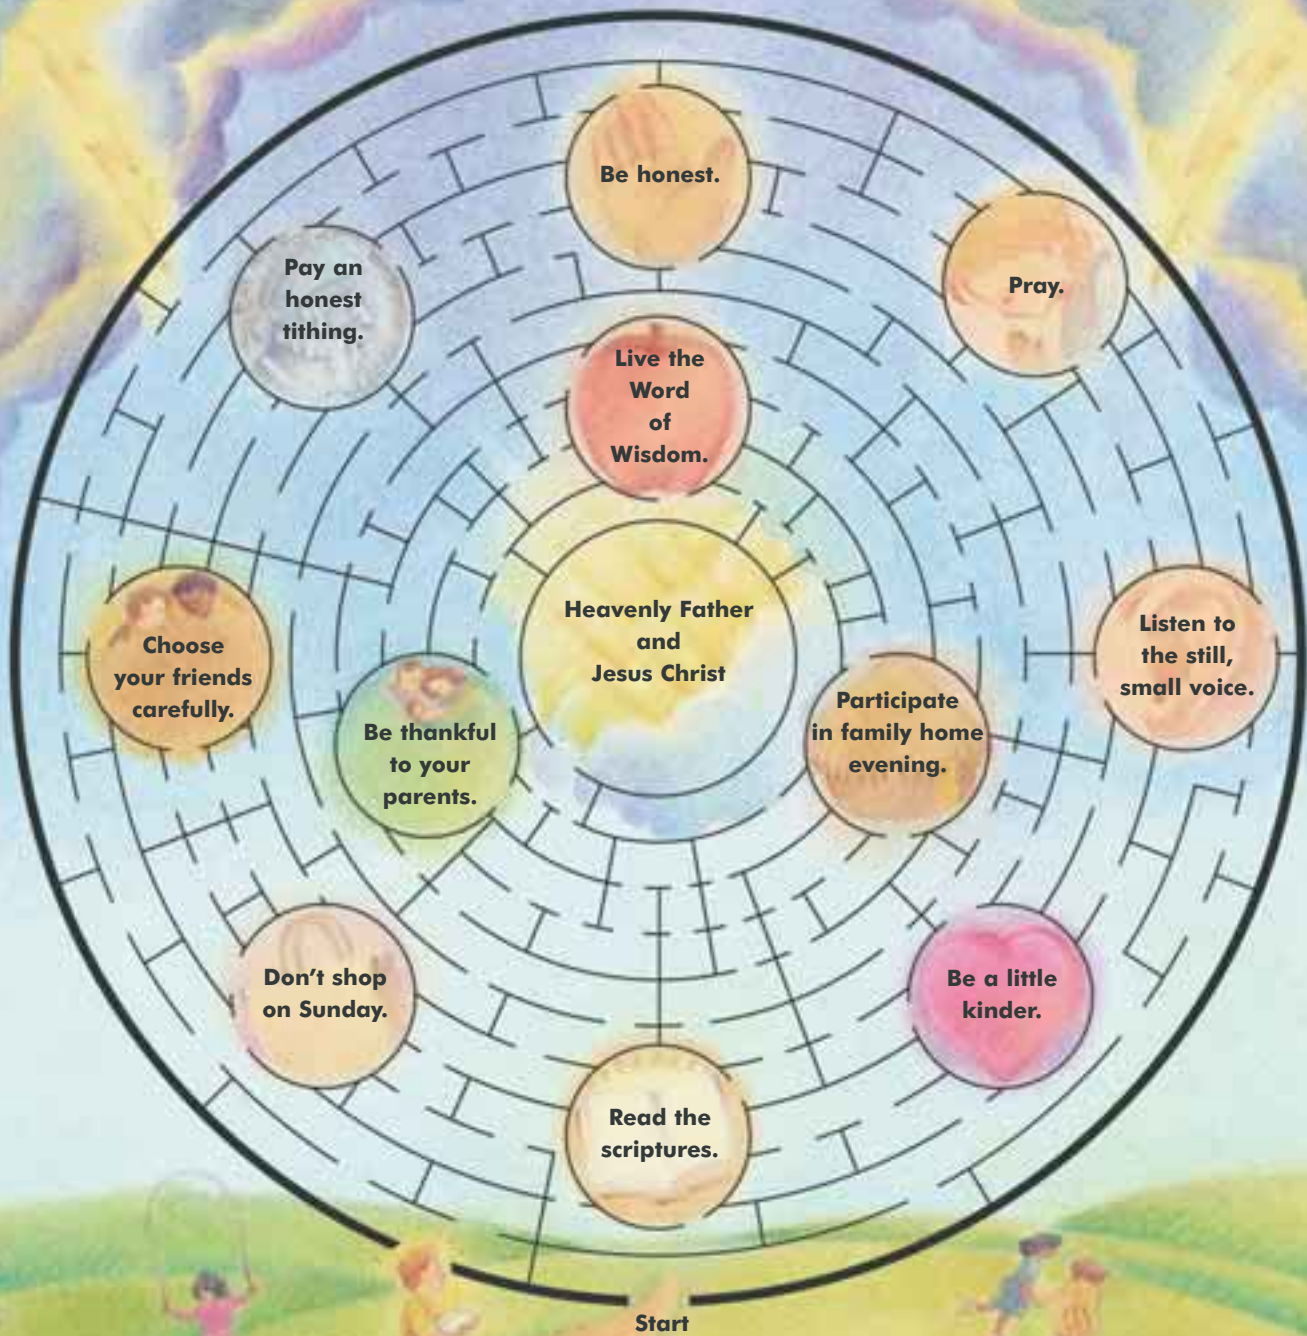 Be honest.
Pay an
honest
tithing.
Pray.
Live the
Word
of
Wisdom.
Heavenly Father
and
Jesus Christ
Choose
your friends
carefully.
Listen to
the still,
small voice.
Be thankful
to your
parents.
Participate
in family home
evening.
Don't shop
on Sunday.
Be a little
kinder.
Read the
scriptures.
Start